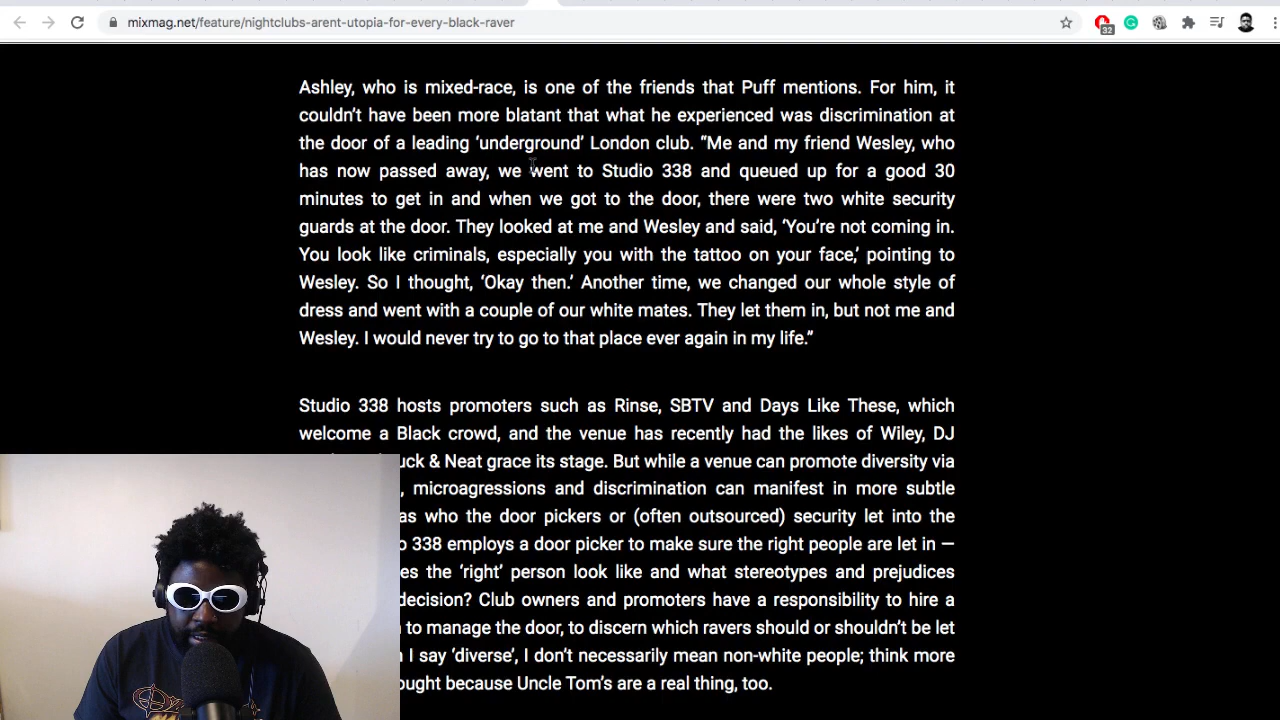 mixmag.net/feature/nightclubs-arent-utopia-for-every-black-raver
32
Ashley, who is mixed-race, is one of the friends that Puff mentions. For him, it
couldn’t have been more blatant that what he experienced was discrimination at
the door of a leading ‘underground’ London club. “Me and my friend Wesley, who
has now passed away, we went to Studio 338 and queued up for a good 30
minutes to get in and when we got to the door, there were two white security
guards at the door. They looked at me and Wesley and said, ‘You’re not coming in.
You look like criminals, especially you with the tattoo on your face,’ pointing to
Wesley. So I thought, ‘Okay then.’ Another time, we changed our whole style of
dress and went with a couple of our white mates. They let them in, but not me and
Wesley. I would never try to go to that place ever again in my life.”
Studio 338 hosts promoters such as Rinse, SBTV and Days Like These, which
welcome a Black crowd, and the venue has recently had the likes of Wiley, DJ
uck & Neat grace its stage. But while a venue can promote diversity via
, microagressions and discrimination can manifest in more subtle
as who the door pickers or (often outsourced) security let into the
338 employs a door picker to make sure the right people are let in —
es the ‘right’ person look like and what stereotypes and prejudices
decision? Club owners and promoters have a responsibility to hire a
to manage the door, to discern which ravers should or shouldn’t be let
I say ‘diverse’, I don’t necessarily mean non-white people; think more
ought because Uncle Tom’s are a real thing, too.